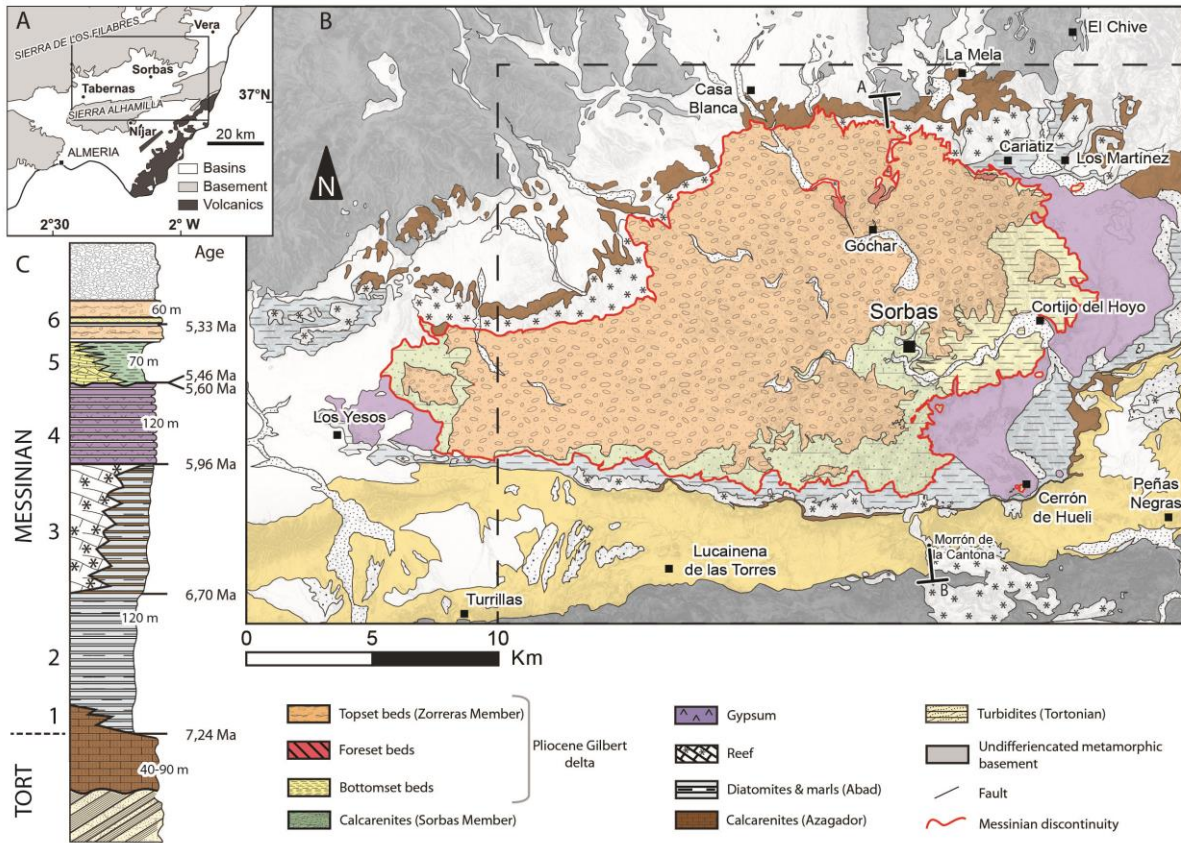 A
SIERRA DE LOS FILABRES
Vera
Sorbas
Tabernas
SIERRA ALHAMILLA
37°N
Níjar
20 km
ALMERIA
Basins
Basement
Volcanics
2°30
2° W
B
El Chive
La Mela
Casa
Blanca
A
Cariatiz
Los Martínez
N
Góchar
Sorbas
Cortijo del Hoyo
Los Yesos
Cerrón
de Hueli
Peñas
Negras
Morrón de
la Cantona
Lucainena
de las Torres
B
Turrillas
0
5
10
Km
C
Age
6
60 m
5,33 Ma
5
70 m
5,46 Ma
5,60 Ma
4
120 m
5,96 Ma
MESSINIAN
3
6,70 Ma
120 m
2
1
7,24 Ma
TORT
40-90 m
Topset beds (Zorreras Member)
Foreset beds
Bottomset beds
Pliocene Gilbert
delta
Calcarenites (Sorbas Member)
Gypsum
Reef
Diatomites & marls (Abad)
Calcarenites (Azagador)
Turbidites (Tortonian)
Undifferienciated metamorphic
basement
Fault
Messinian discontinuity